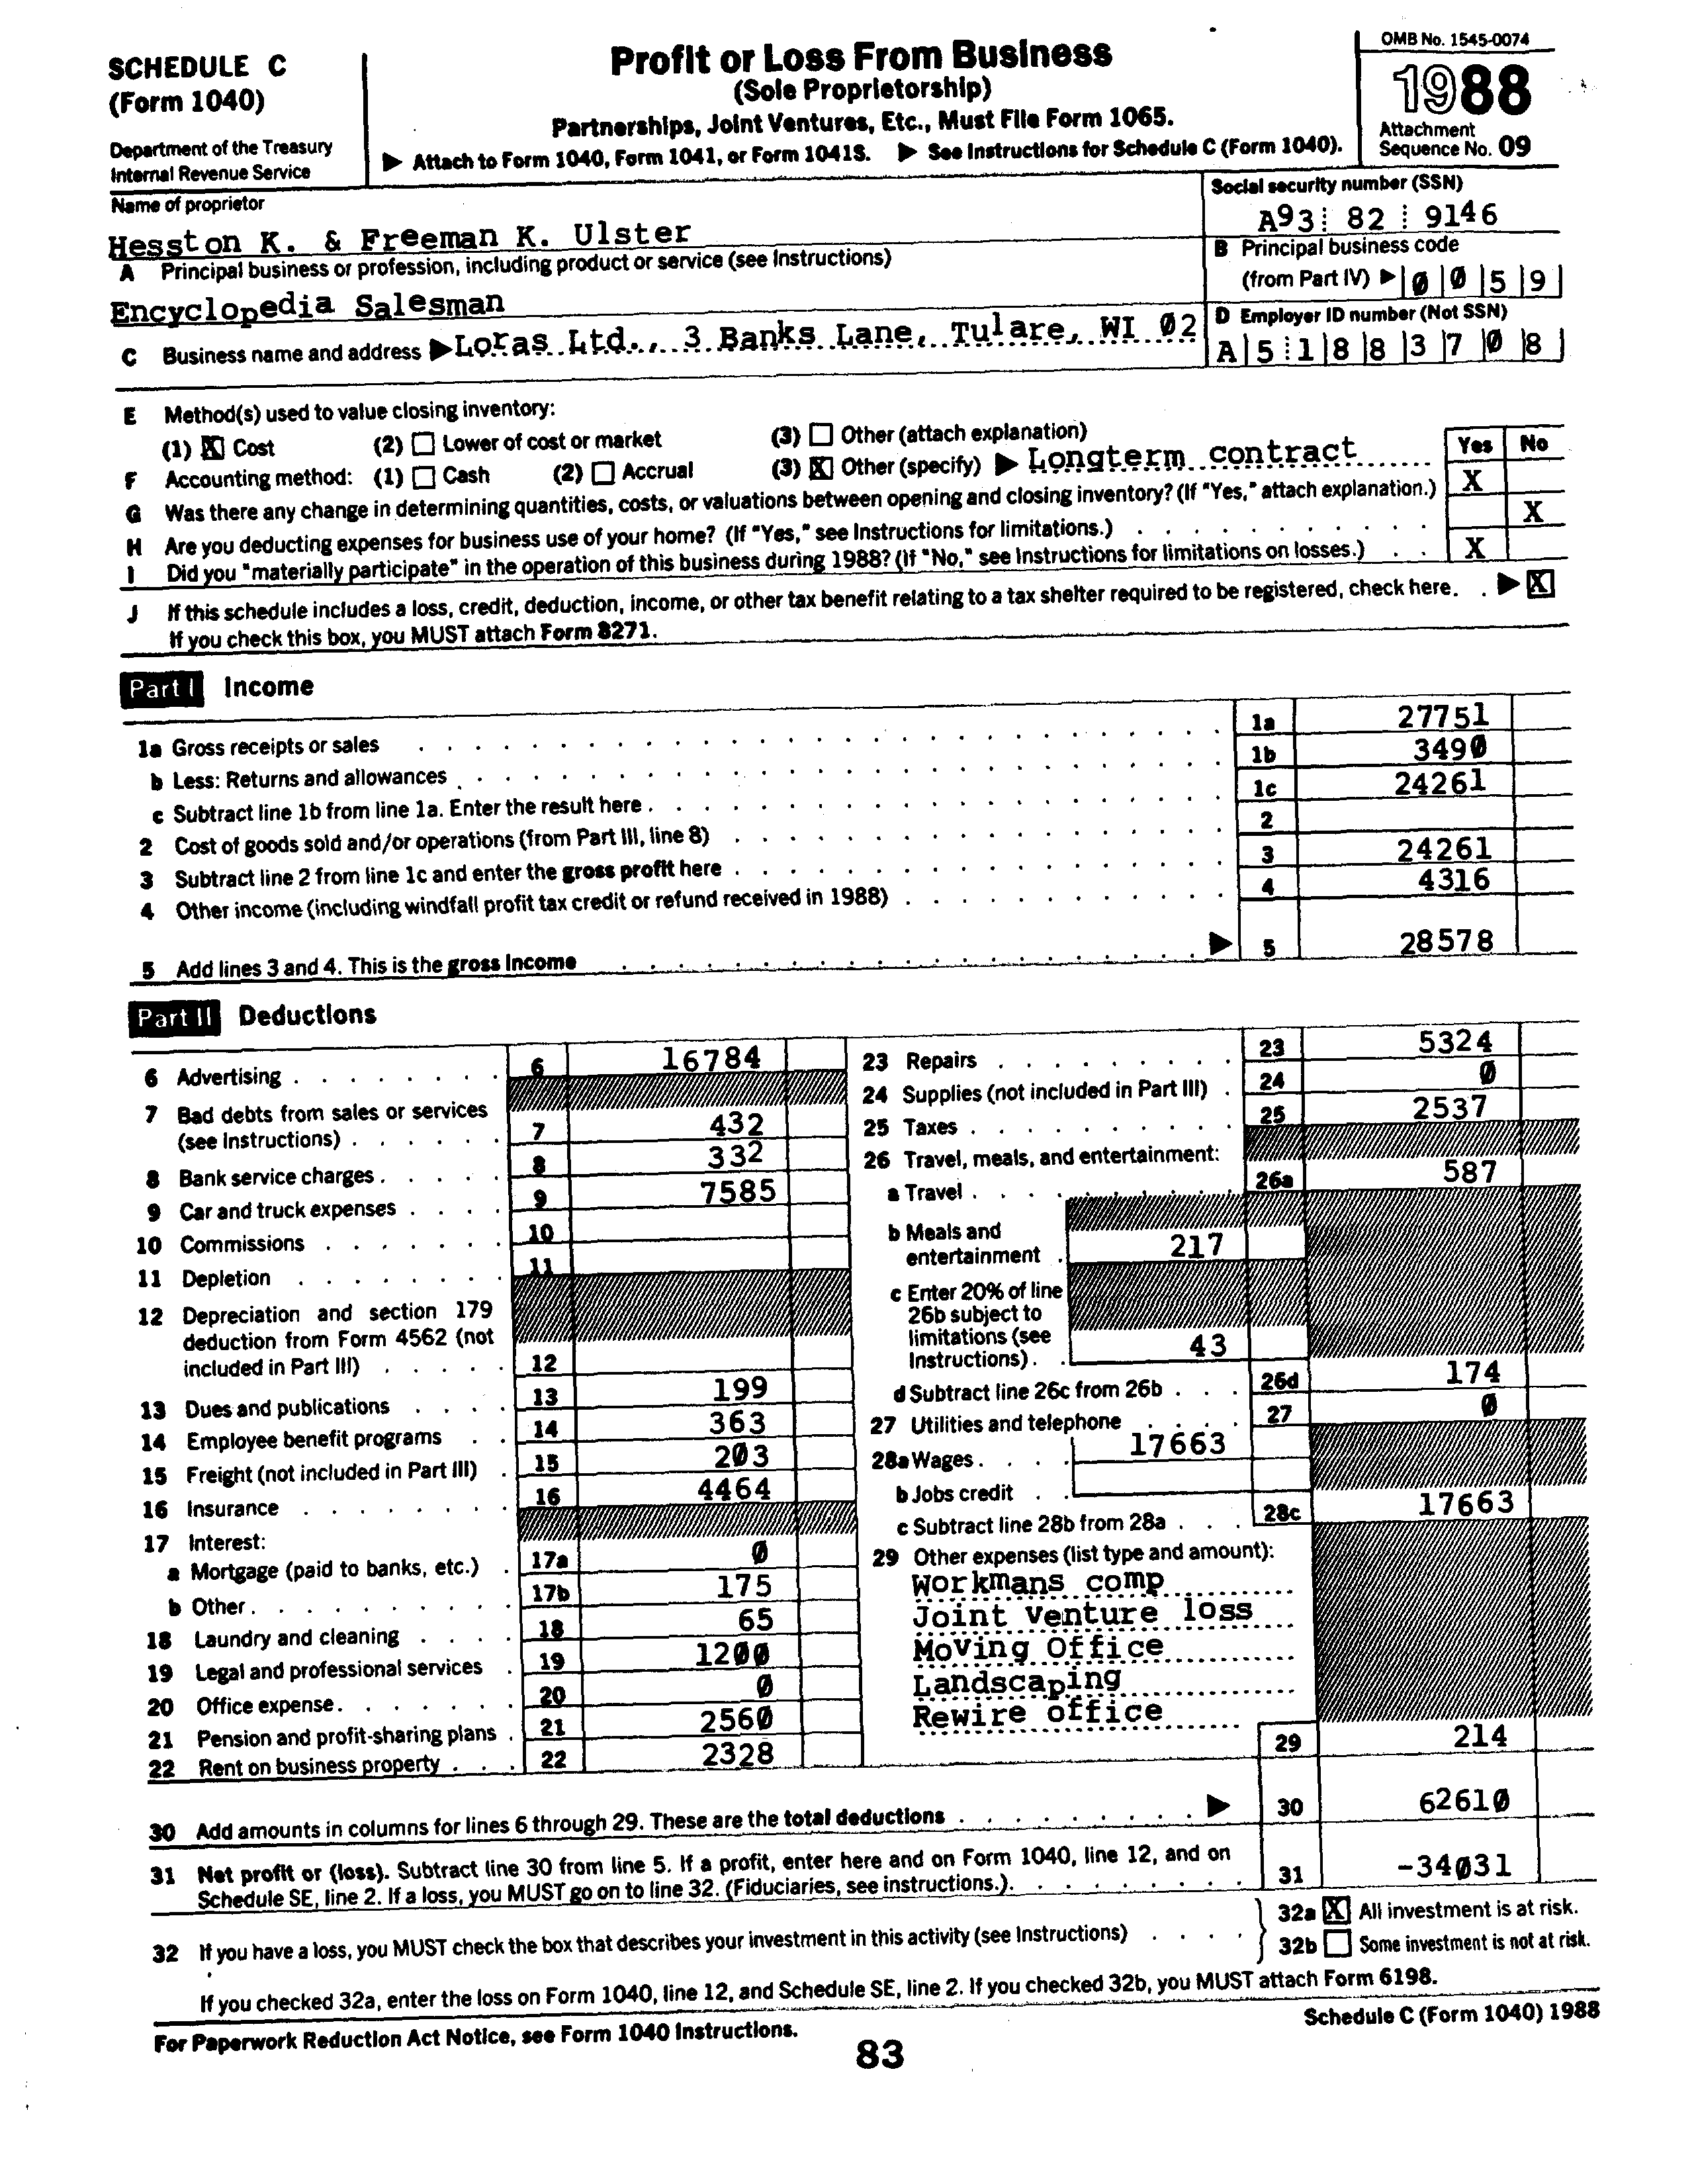 SCHEDULE C
(Form 1040)
Department of the Treasury
Internal Revenue Service
Profit or Loss From Business
(Sole Proprietorship)
Partnerships, Joint Ventures, Etc., Must File Form 1065.
▶ Attach to Form 1040, Form 1041, or Form 1041S. ▶ See Instructions for Schedule C (Form 1040).
OMB No. 1545-0074
1988
Attachment
Sequence No. 09
Name of proprietor
Hesston K. & Freeman K. Ulster
Social security number (SSN)
A93 82 9146
A Principal business or profession, including product or service (see Instructions)
Encyclopedia Salesman
B Principal business code
(from Part IV) ▶ 0 0 5 9
C Business name and address ▶ Loras Ltd., 3 Banks Lane, Tulare, WI 02
D Employer ID number (Not SSN)
A 5 1 8 8 3 7 0 8
E Method(s) used to value closing inventory:
(1) X Cost (2) Lower of cost or market (3) Other (attach explanation)
F Accounting method: (1) Cash (2) Accrual (3) X Other (specify) ▶ Longterm contract
Yes No
G Was there any change in determining quantities, costs, or valuations between opening and closing inventory? (If "Yes," attach explanation.) X
H Are you deducting expenses for business use of your home? (If "Yes," see Instructions for limitations.) X
I Did you "materially participate" in the operation of this business during 1988? (If "No," see Instructions for limitations on losses.) X
J If this schedule includes a loss, credit, deduction, income, or other tax benefit relating to a tax shelter required to be registered, check here. ▶ X
If you check this box, you MUST attach Form 8271.
Part I Income
1a Gross receipts or sales 1a 27751
b Less: Returns and allowances 1b 3490
c Subtract line 1b from line 1a. Enter the result here 1c 24261
2 Cost of goods sold and/or operations (from Part III, line 8) 2
3 Subtract line 2 from line 1c and enter the gross profit here 3 24261
4 Other income (including windfall profit tax credit or refund received in 1988) 4 4316
5 Add lines 3 and 4. This is the gross income ▶ 5 28578
Part II Deductions
6 Advertising 6 16784
7 Bad debts from sales or services
(see Instructions) 7 432
8 Bank service charges 8 332
9 Car and truck expenses 9 7585
10 Commissions 10
11 Depletion 11
12 Depreciation and section 179
deduction from Form 4562 (not
included in Part III) 12
13 Dues and publications 13 199
14 Employee benefit programs 14 363
15 Freight (not included in Part III) 15 203
16 Insurance 16 4464
17 Interest:
a Mortgage (paid to banks, etc.) 17a 0
b Other 17b 175
18 Laundry and cleaning 18 65
19 Legal and professional services 19 1200
20 Office expense 20 0
21 Pension and profit-sharing plans 21 2560
22 Rent on business property 22 2328
23 Repairs 23 5324
24 Supplies (not included in Part III) 24 0
25 Taxes 25 2537
26 Travel, meals, and entertainment:
a Travel 26a 587
b Meals and
entertainment 217
c Enter 20% of line
26b subject to
limitations (see
Instructions) 43
d Subtract line 26c from 26b 26d 174
27 Utilities and telephone 27 0
28a Wages 17663
b Jobs credit
c Subtract line 28b from 28a 28c 17663
29 Other expenses (list type and amount):
Workmans comp
Joint venture loss
Moving Office
Landscaping
Rewire office
29 214
30 Add amounts in columns for lines 6 through 29. These are the total deductions ▶ 30 62610
31 Net profit or (loss). Subtract line 30 from line 5. If a profit, enter here and on Form 1040, line 12, and on
Schedule SE, line 2. If a loss, you MUST go on to line 32. (Fiduciaries, see instructions.) 31 -34031
32 If you have a loss, you MUST check the box that describes your investment in this activity (see Instructions)
32a X All investment is at risk.
32b Some investment is not at risk.
If you checked 32a, enter the loss on Form 1040, line 12, and Schedule SE, line 2. If you checked 32b, you MUST attach Form 6198.
For Paperwork Reduction Act Notice, see Form 1040 Instructions.
Schedule C (Form 1040) 1988
83